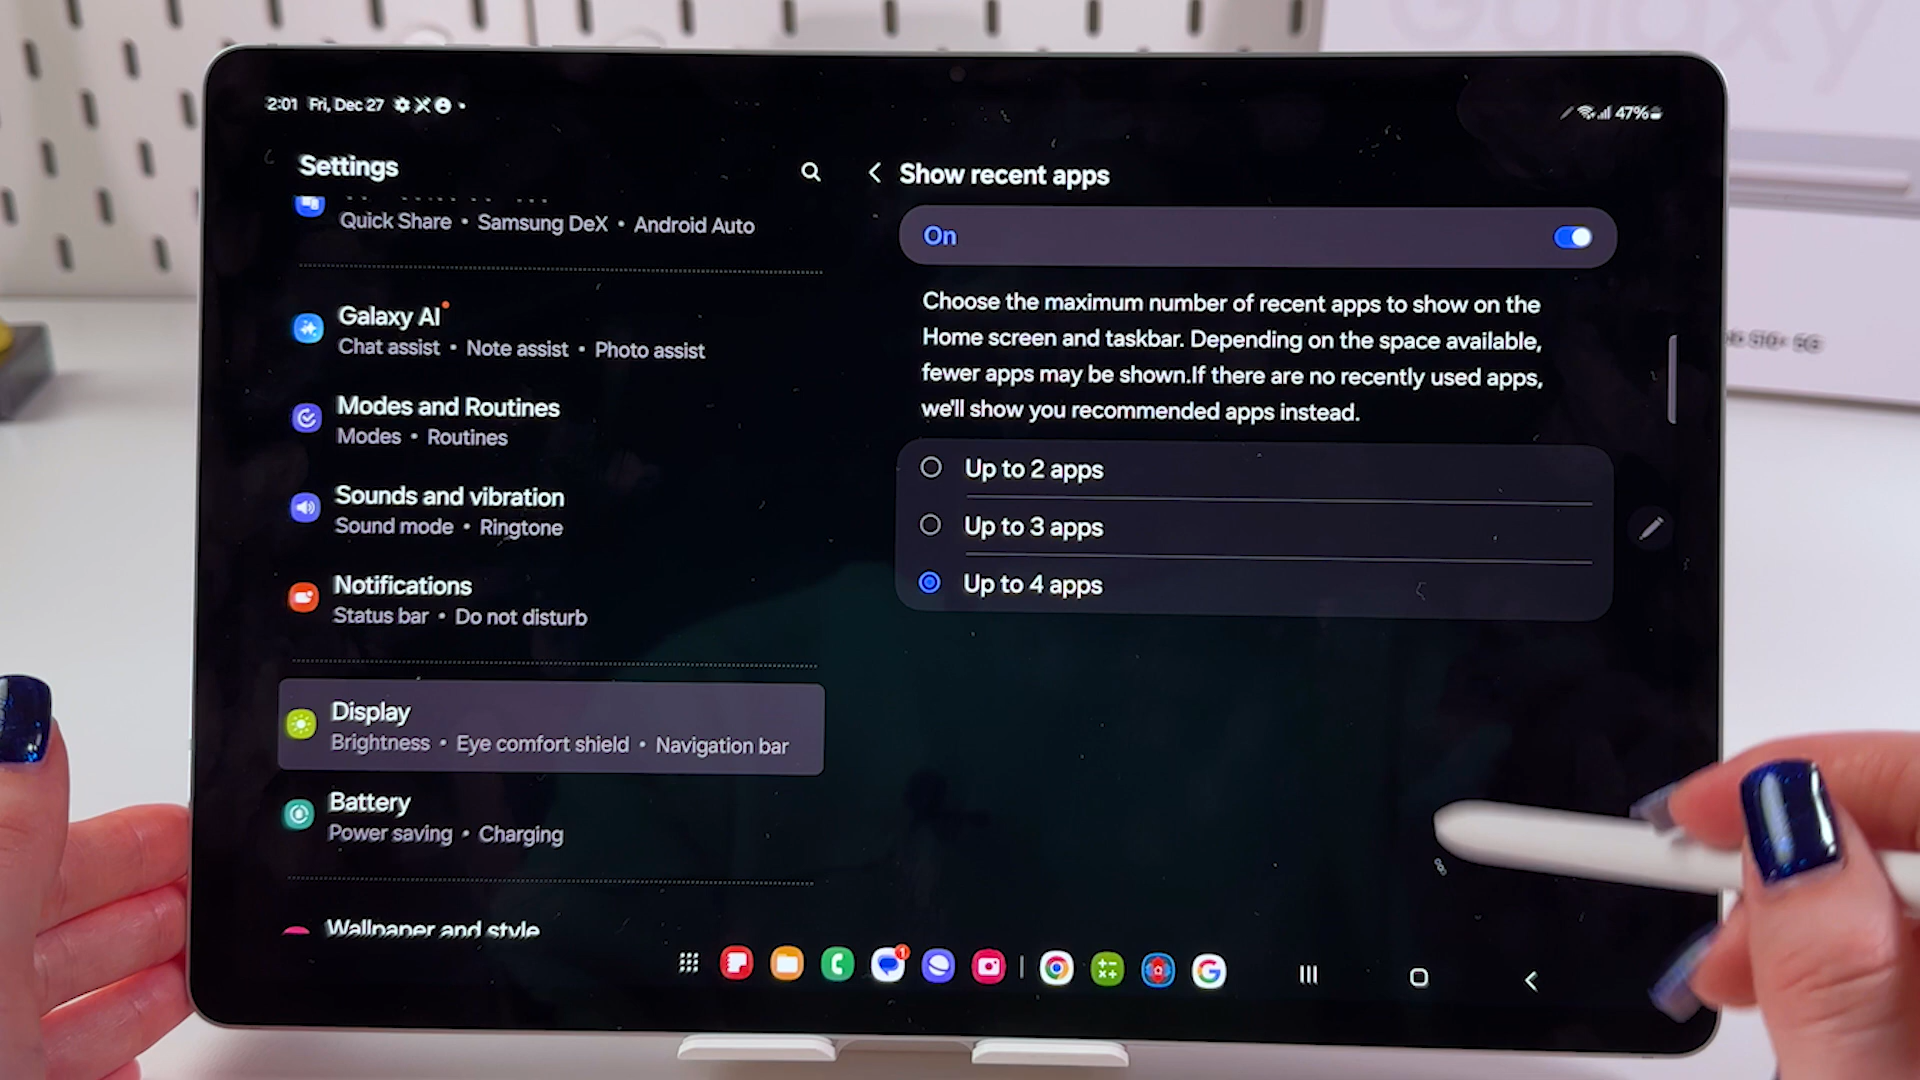 Galaxy
2:01 Fri, Dec 27
47%
Settings
Quick Share • Samsung DeX • Android Auto
Galaxy AI
Chat assist • Note assist • Photo assist
Modes and Routines
Modes • Routines
Sounds and vibration
Sound mode • Ringtone
Notifications
Status bar • Do not disturb
Display
Brightness • Eye comfort shield • Navigation bar
Battery
Power saving • Charging
Wallpaper and style
Show recent apps
On
Choose the maximum number of recent apps to show on the
Home screen and taskbar. Depending on the space available,
fewer apps may be shown.If there are no recently used apps,
we'll show you recommended apps instead.
Up to 2 apps
Up to 3 apps
Up to 4 apps
1
S10+ 5G